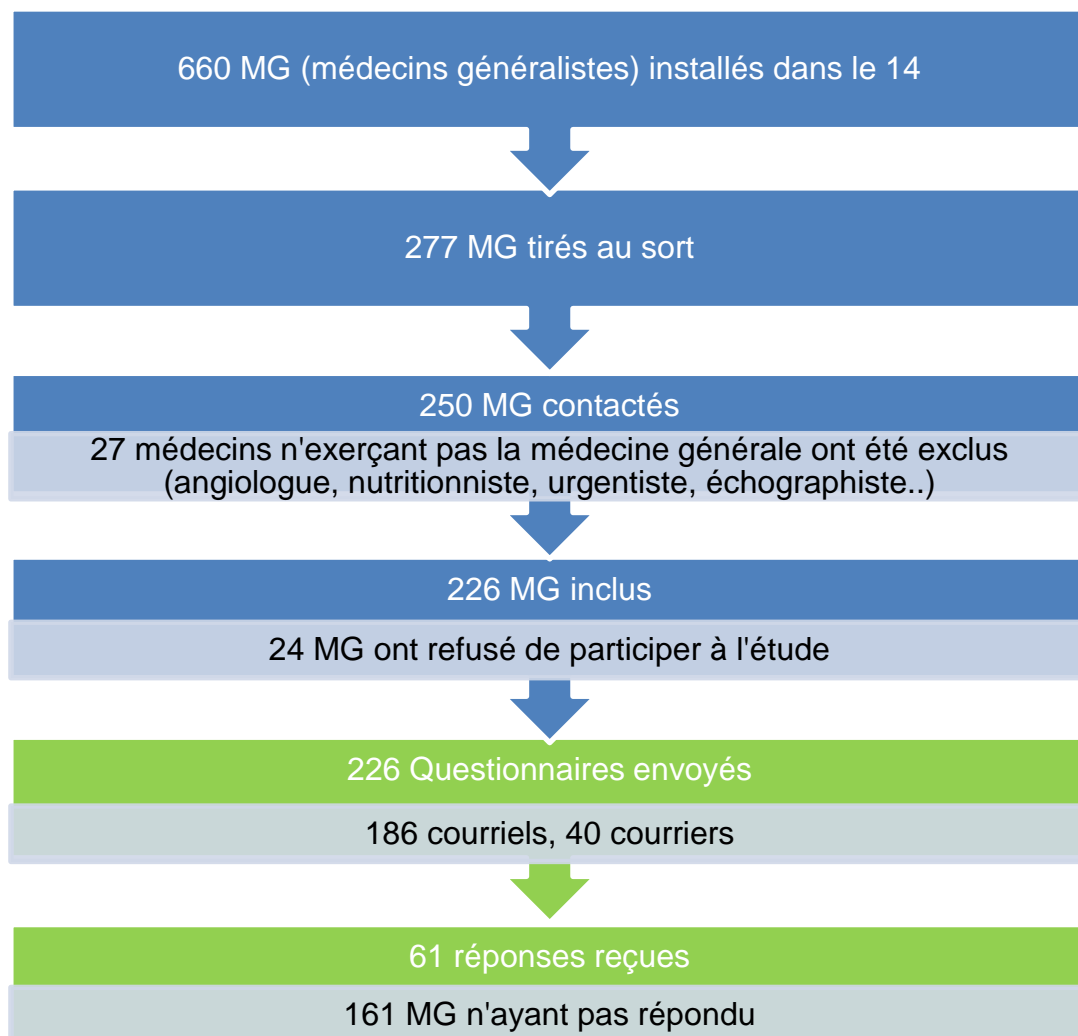 660 MG (médecins généralistes) installés dans le 14
277 MG tirés au sort
250 MG contactés
27 médecins n'exerçant pas la médecine générale ont été exclus
(angiologue, nutritionniste, urgentiste, échographiste..)
226 MG inclus
24 MG ont refusé de participer à l'étude
226 Questionnaires envoyés
186 courriels, 40 courriers
61 réponses reçues
161 MG n'ayant pas répondu